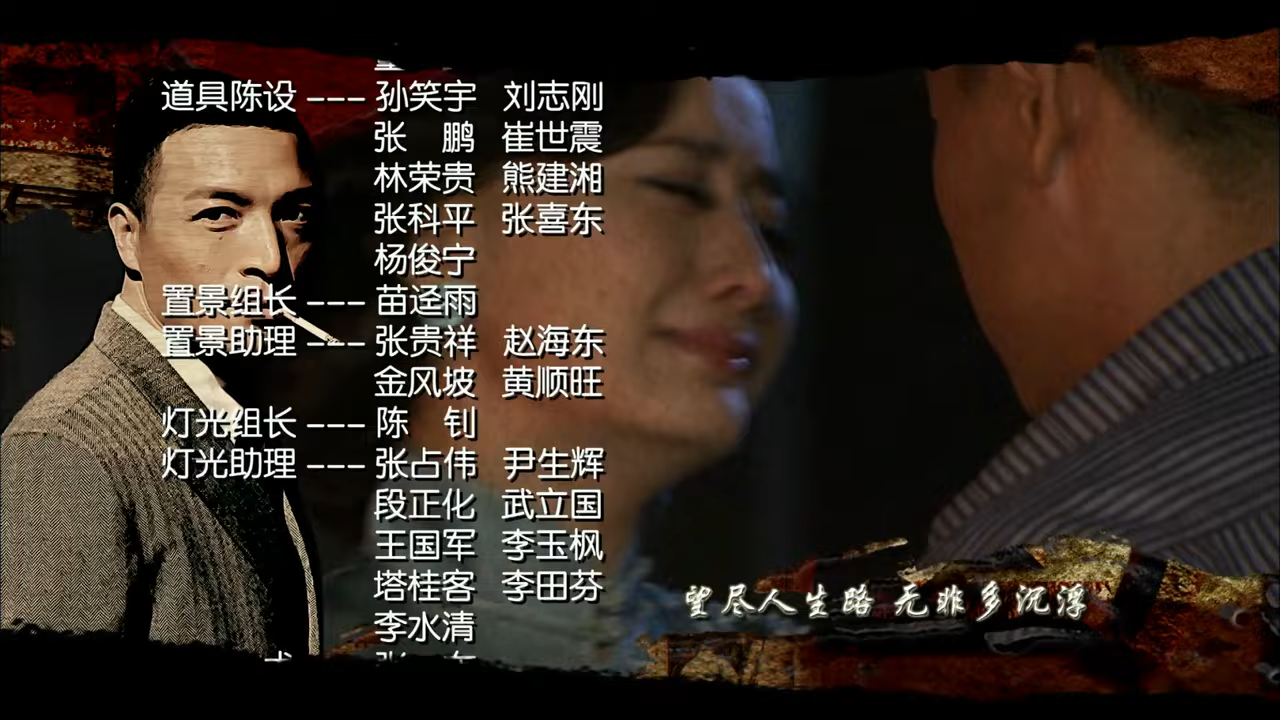 道具陈设 --- 孙笑宇 刘志刚
张 鹏 崔世震
林荣贵 熊建湘
张科平 张喜东
杨俊宁
置景组长 --- 苗迳雨
置景助理 --- 张贵祥 赵海东
金风坡 黄顺旺
灯光组长 --- 陈 钊
灯光助理 --- 张占伟 尹生辉
段正化 武立国
王国军 李玉枫
塔桂客 李田芬
李水清
望尽人生路 无非多沉浮